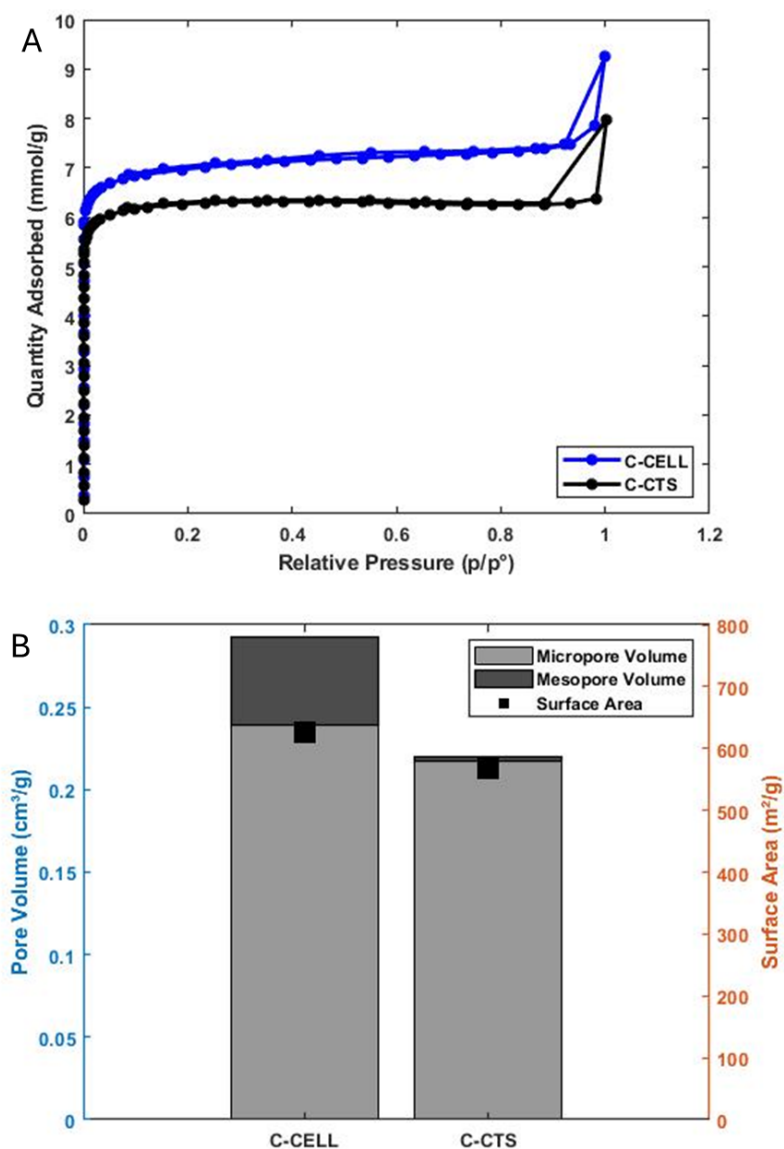 A
10
9
8
7
6
5
4
3
2
1
0
Quantity Adsorbed (mmol/g)
C-CELL
C-CTS
0 0.2 0.4 0.6 0.8 1 1.2
Relative Pressure (p/p°)
B
0.3
0.25
0.2
0.15
0.1
0.05
0
Pore Volume (cm³/g)
Micropore Volume
Mesopore Volume
Surface Area
800
700
600
500
400
300
200
100
0
Surface Area (m²/g)
C-CELL C-CTS